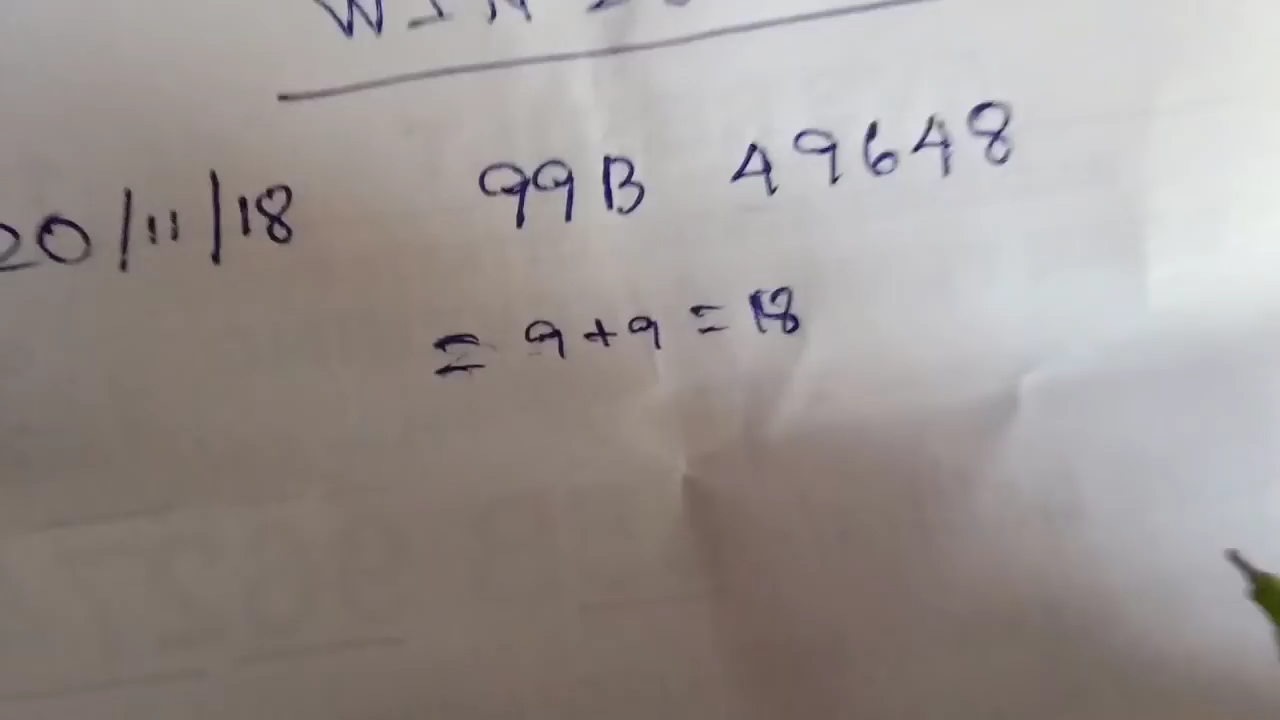 20/11/18 99B 49648
= 9+9 = 18